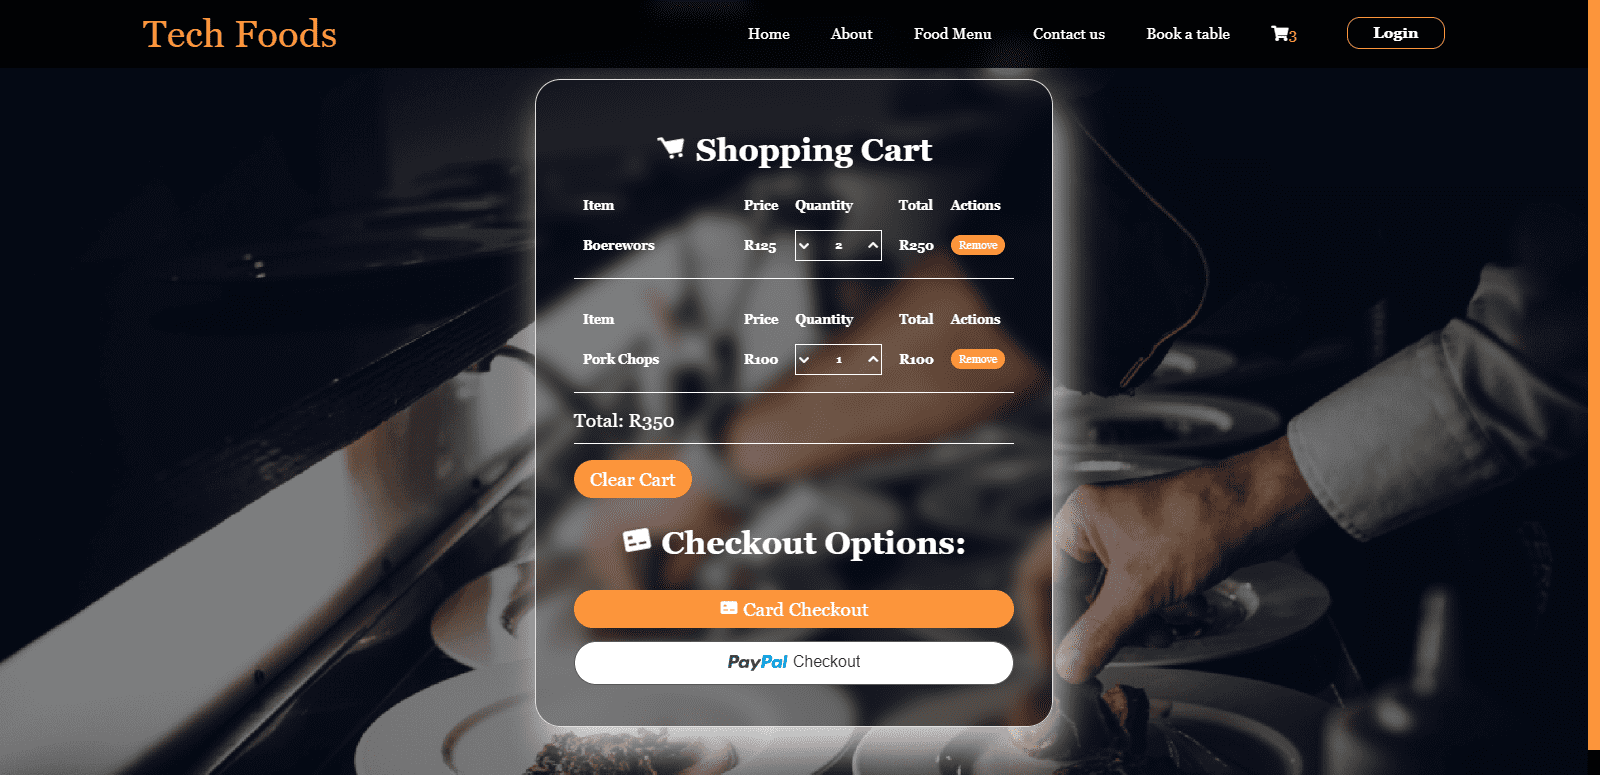 Tech Foods Home About Food Menu Contact us Book a table 3 Login
Shopping Cart
Item Price Quantity Total Actions
Boerewors R125 2 R250 Remove
Item Price Quantity Total Actions
Pork Chops R100 1 R100 Remove
Total: R350
Clear Cart
Checkout Options:
Card Checkout
PayPal Checkout